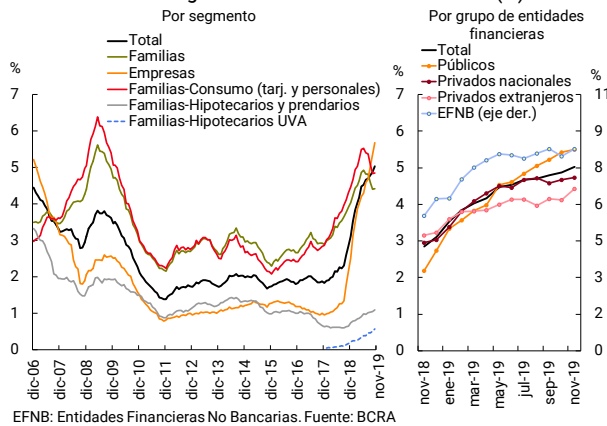 Por segmento
Total
Familias
Empresas
Familias-Consumo (tarj. y personales)
Familias-Hipotecarios y prendarios
Familias-Hipotecarios UVA
%
7
6
5
4
3
2
1
0
dic-06
dic-07
dic-08
dic-09
dic-10
dic-11
dic-12
dic-13
dic-14
dic-15
dic-16
dic-17
dic-18
nov-19
Por grupo de entidades
financieras
Total
Públicos
Privados nacionales
Privados extranjeros
EFNB (eje der.)
%
7
6
5
4
3
2
1
0
%
11
9
8
6
5
3
2
0
nov-18
ene-19
mar-19
may-19
jul-19
sep-19
nov-19
EFNB: Entidades Financieras No Bancarias. Fuente: BCRA